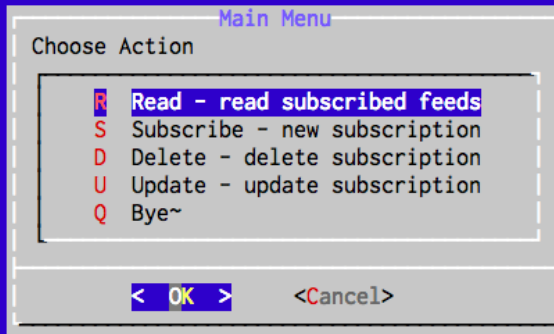 Main Menu
Choose Action
R Read - read subscribed feeds
S Subscribe - new subscription
D Delete - delete subscription
U Update - update subscription
Q Bye~
< OK > <Cancel>